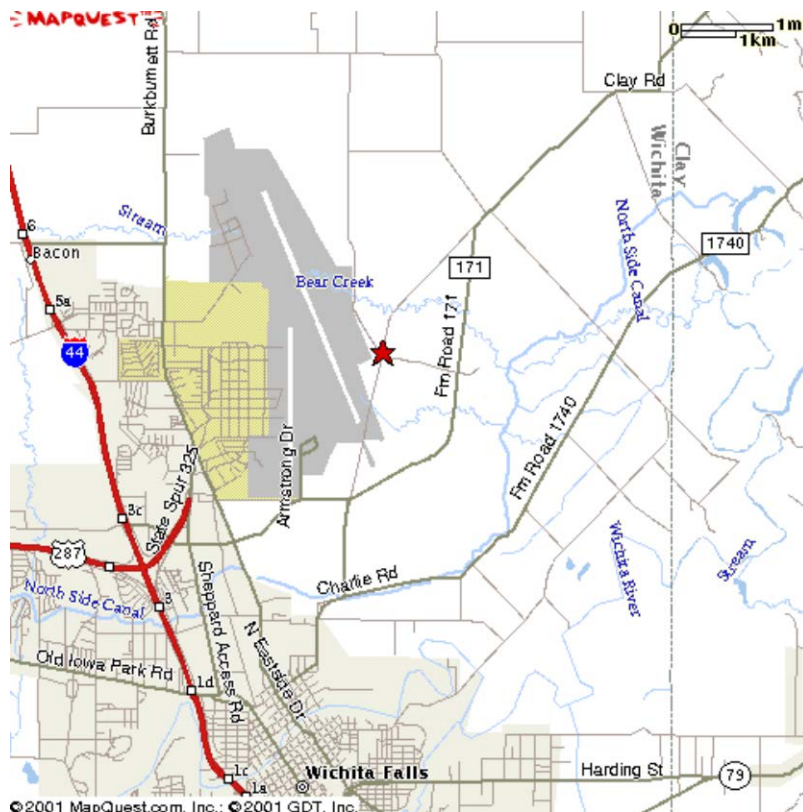 MAPQUEST
0 1m
1km
Burkburnett Rd
Clay Rd
Clay
Wichita
Stream
6
Bacon
North Side Canal
1740
171
Bear Creek
5a
44
Fm Road 171
Fm Road 1740
State Spur 325
Armstrong Dr
3c
287
Wichita River
Stream
Charlie Rd
North Side Canal
3
Sheppard Access Rd
N Eastside Dr
Old Iowa Park Rd
1d
1c
Wichita Falls
Harding St
79
1a
©2001 MapQuest.com, Inc.; ©2001 GDT, Inc.